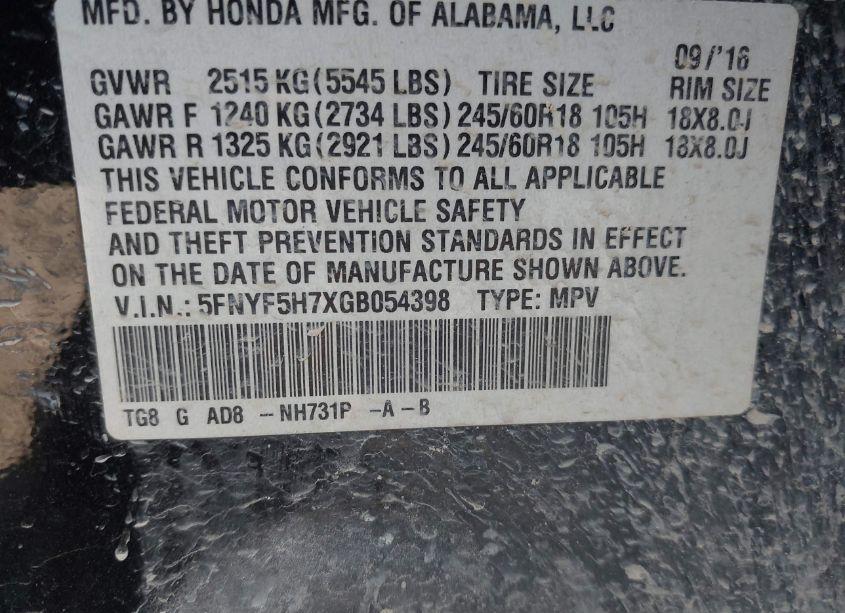 MFD. BY HONDA MFG. OF ALABAMA, LLC
09/'16
GVWR 2515 KG(5545 LBS) TIRE SIZE RIM SIZE
GAWR F 1240 KG(2734 LBS) 245/60R18 105H 18X8.0J
GAWR R 1325 KG(2921 LBS) 245/60R18 105H 18X8.0J
THIS VEHICLE CONFORMS TO ALL APPLICABLE
FEDERAL MOTOR VEHICLE SAFETY
AND THEFT PREVENTION STANDARDS IN EFFECT
ON THE DATE OF MANUFACTURE SHOWN ABOVE.
V.I.N.: 5FNYF5H7XGB054398 TYPE: MPV
TG8 G AD8 -NH731P -A-B